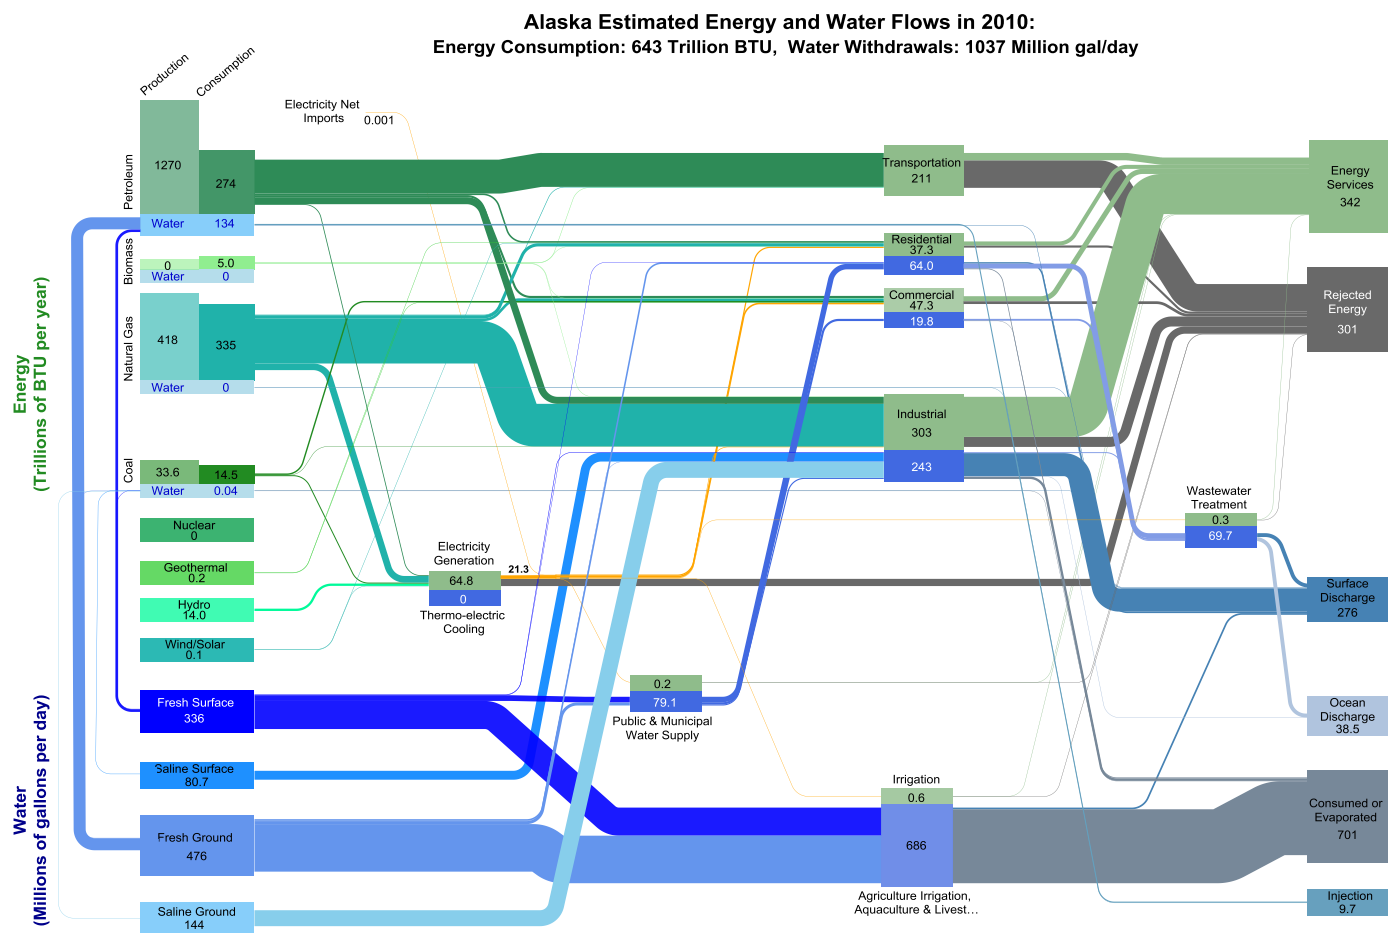 Alaska Estimated Energy and Water Flows in 2010:
Energy Consumption: 643 Trillion BTU,  Water Withdrawals: 1037 Million gal/day
Production
Consumption
Energy
(Trillions of BTU per year)
Water
(Millions of gallons per day)
Petroleum
1270
274
Water
134
Biomass
0
5.0
Water
0
Natural Gas
418
335
Water
0
Coal
33.6
14.5
Water
0.04
Nuclear
0
Geothermal
0.2
Hydro
14.0
Wind/Solar
0.1
Fresh Surface
336
Saline Surface
80.7
Fresh Ground
476
Saline Ground
144
Electricity Net
Imports
0.001
Electricity
Generation
64.8
0
21.3
Thermo-electric
Cooling
0.2
79.1
Public & Municipal
Water Supply
Transportation
211
Residential
37.3
64.0
Commercial
47.3
19.8
Industrial
303
243
Irrigation
0.6
686
Agriculture Irrigation,
Aquaculture & Livest…
Wastewater
Treatment
0.3
69.7
Energy
Services
342
Rejected
Energy
301
Surface
Discharge
276
Ocean
Discharge
38.5
Consumed or
Evaporated
701
Injection
9.7